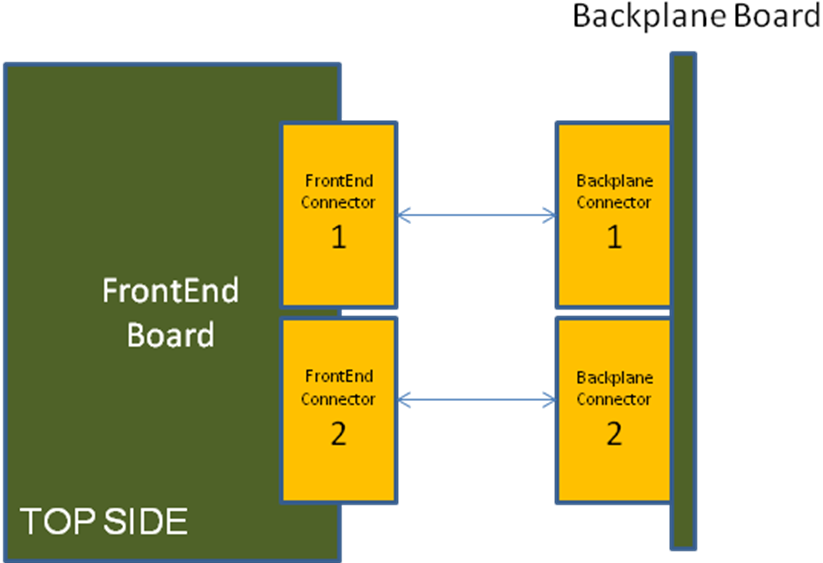 Backplane Board
FrontEnd
Connector
1
Backplane
Connector
1
FrontEnd
Board
FrontEnd
Connector
2
Backplane
Connector
2
TOP SIDE